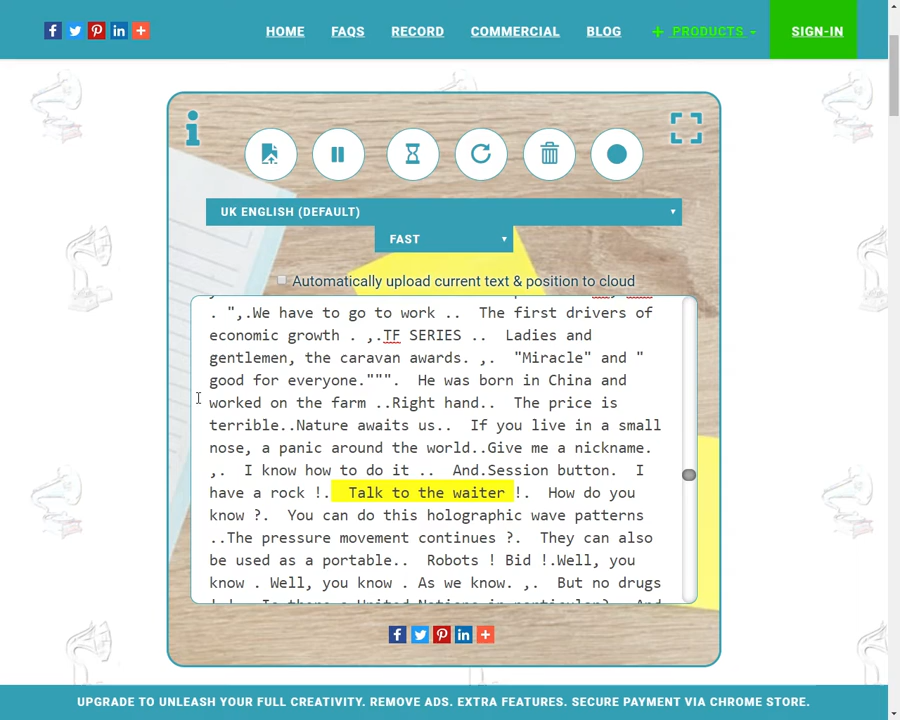 HOME FAQS RECORD COMMERCIAL BLOG + PRODUCTS SIGN-IN
UK ENGLISH (DEFAULT)
FAST
Automatically upload current text & position to cloud
. ",.We have to go to work ..  The first drivers of
economic growth . ,.TF SERIES ..  Ladies and
gentlemen, the caravan awards. ,.  "Miracle" and "
good for everyone.""".  He was born in China and
worked on the farm ..Right hand..  The price is
terrible..Nature awaits us..  If you live in a small
nose, a panic around the world..Give me a nickname.
,.  I know how to do it ..  And.Session button.  I
have a rock !.  Talk to the waiter !.  How do you
know ?.  You can do this holographic wave patterns
..The pressure movement continues ?.  They can also
be used as a portable..  Robots ! Bid !.Well, you
know . Well, you know . As we know. ,.  But no drugs
UPGRADE TO UNLEASH YOUR FULL CREATIVITY. REMOVE ADS. EXTRA FEATURES. SECURE PAYMENT VIA CHROME STORE.